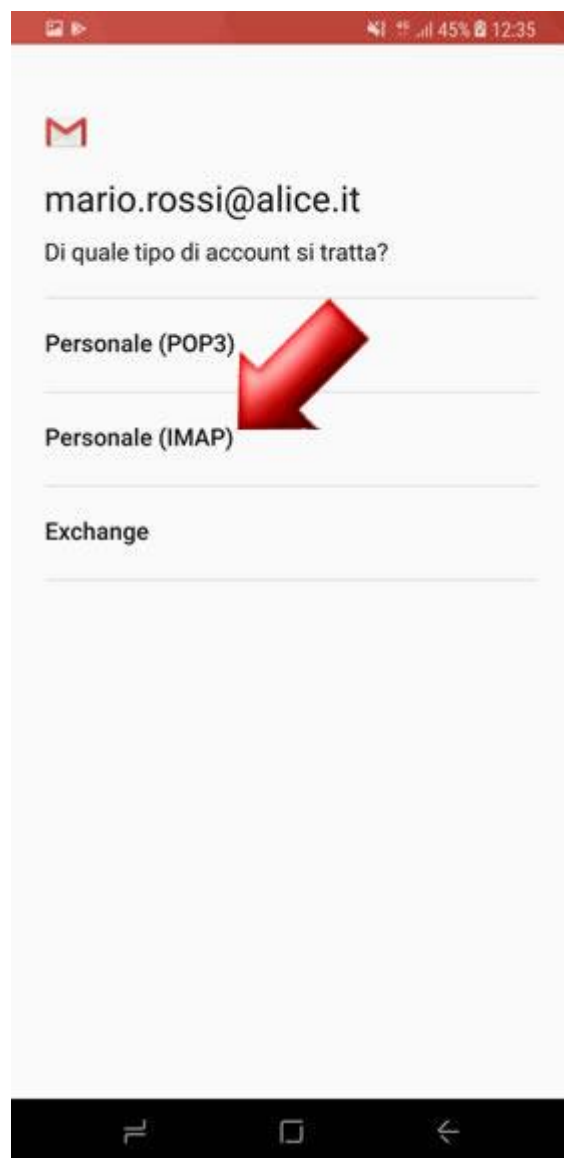 45% 12:35
mario.rossi@alice.it
Di quale tipo di account si tratta?
Personale (POP3)
Personale (IMAP)
Exchange